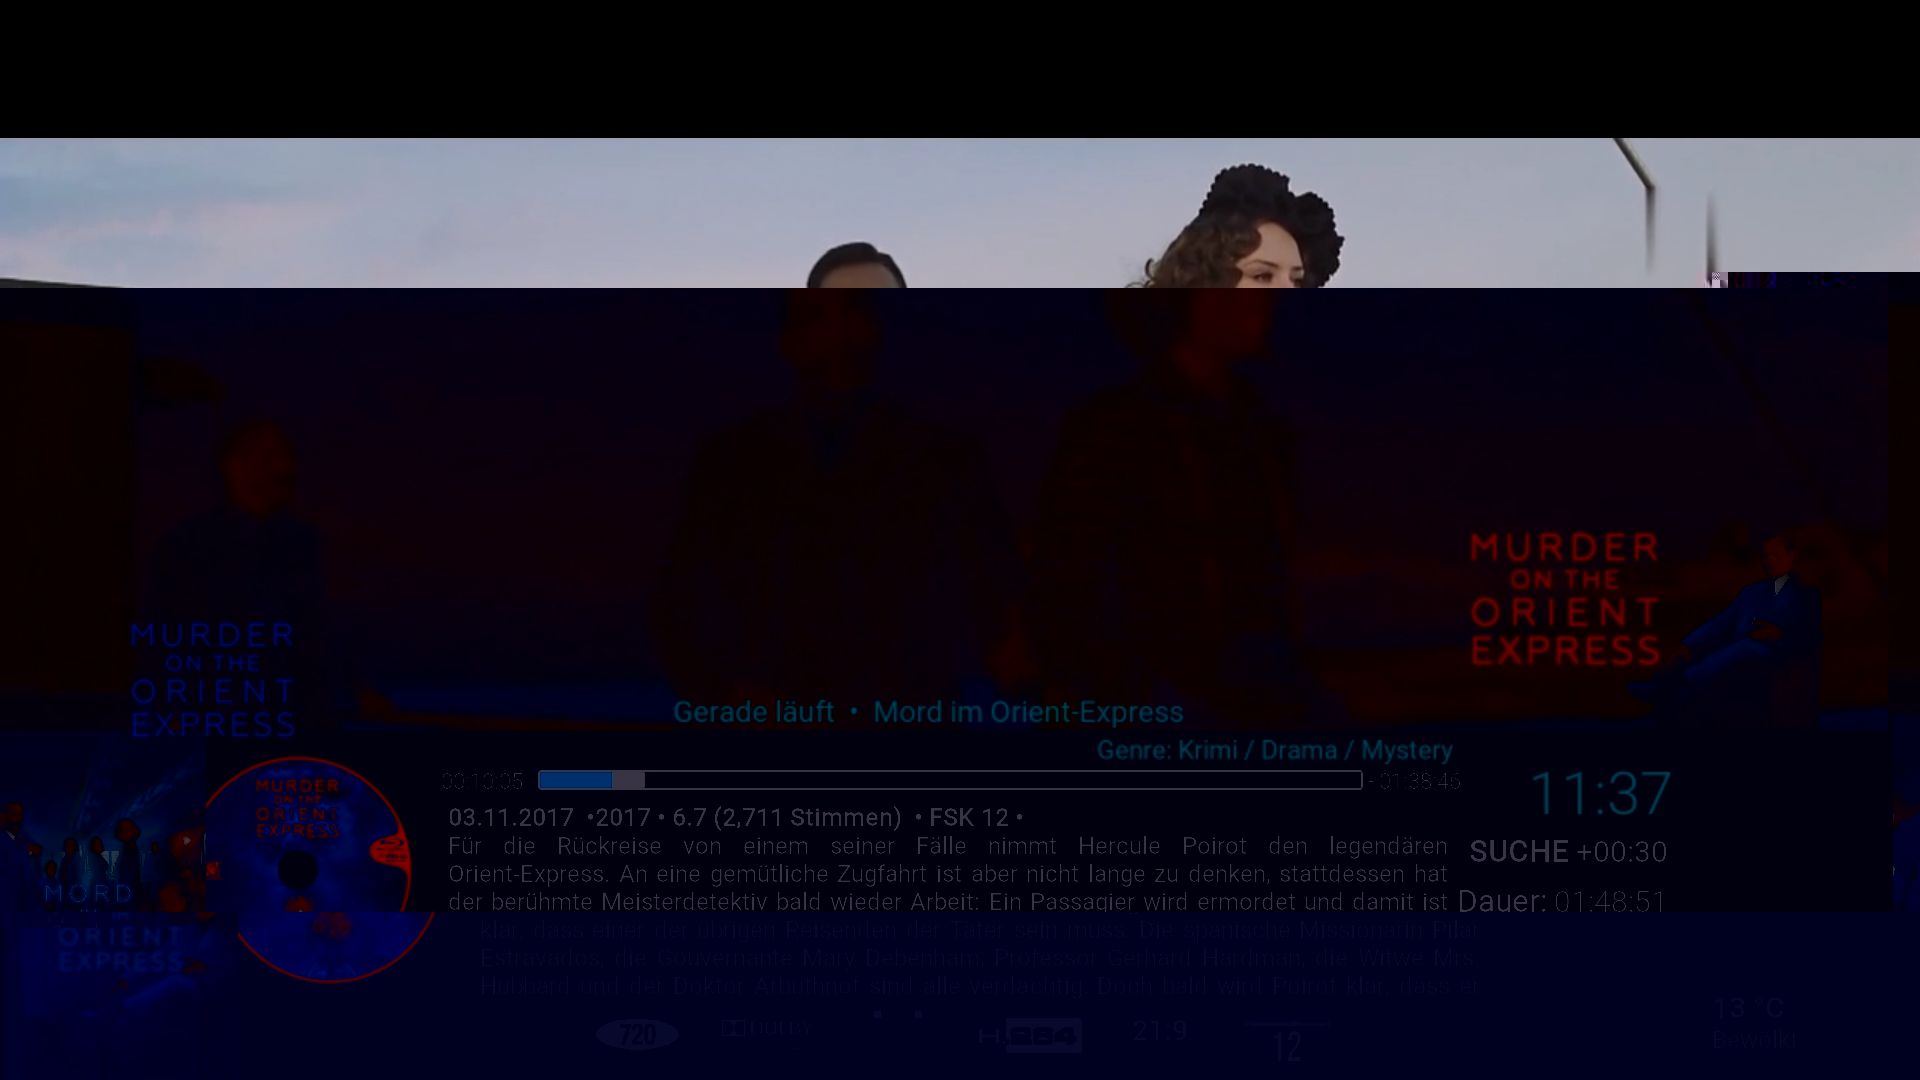 MURDER
ON THE
ORIENT
EXPRESS
MURDER
ON THE
ORIENT
EXPRESS
Gerade läuft • Mord im Orient-Express
Genre: Krimi / Drama / Mystery
00:10:05
- 01:38:46
11:37
MURDER
ON THE
ORIENT
EXPRESS
03.11.2017 •2017 • 6.7 (2,711 Stimmen) • FSK 12 •
Für die Rückreise von einem seiner Fälle nimmt Hercule Poirot den legendären
Orient-Express. An eine gemütliche Zugfahrt ist aber nicht lange zu denken, stattdessen hat
der berühmte Meisterdetektiv bald wieder Arbeit: Ein Passagier wird ermordet und damit ist
SUCHE +00:30
Dauer: 01:48:51
MORD
IM
ORIENT
EXPRESS
klar, dass einer der übrigen Reisenden der Täter sein muss. Die spanische Missionarin Pilar
Estravados, die Gouvernante Mary Debenham, Professor Gerhard Hardman, die Witwe Mrs.
Hubbard und der Doktor Arbuthnot sind alle verdächtig. Doch bald wird Poirot klar, dass er
720
DOLBY
H.264
21:9
12
13 °C
Bewölkt